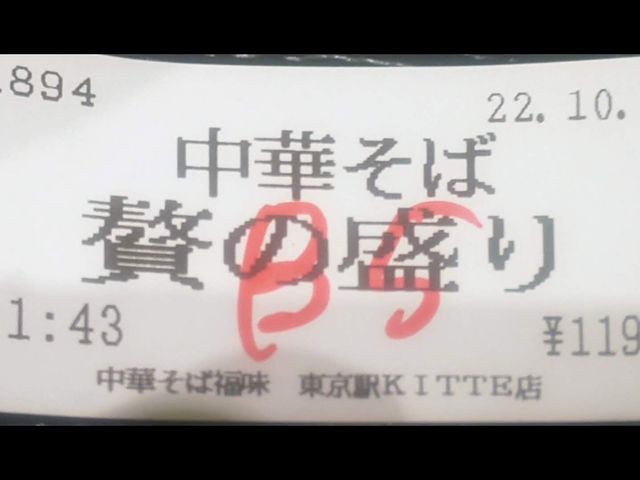 .894
22.10.
中華そば
贅の盛り
B5
1:43
¥119
中華そば福味 東京駅KITTE店